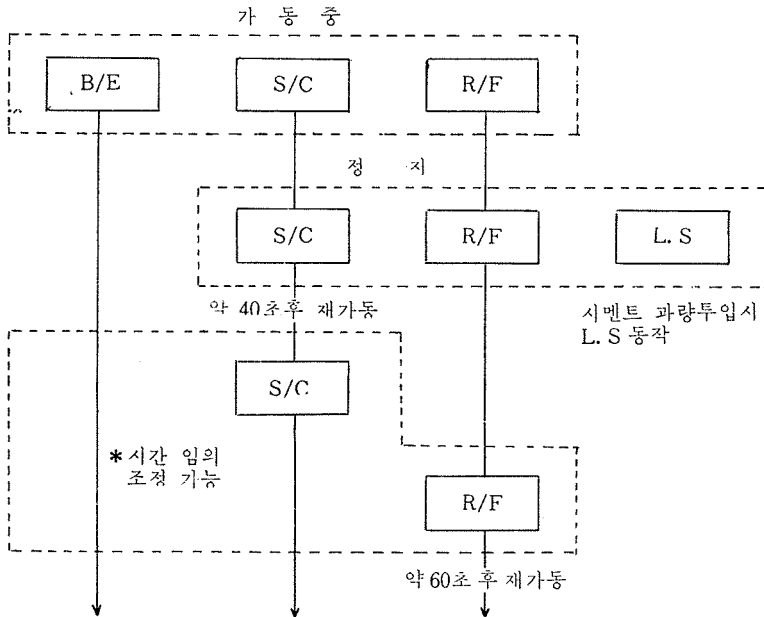 가 동 중
B/E
S/C
R/F
정 지
S/C
R/F
L.S
약 40초후 재가동
시멘트 과량투입시
L.S 동작
S/C
*시간 임의
조정 기능
R/F
약 60초 후 재가동